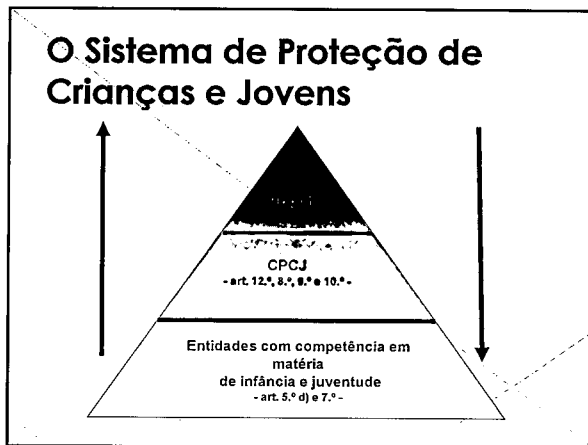 O Sistema de Proteção de
Crianças e Jovens
CPCJ
- art. 12.º, 8.º, 9.º e 10.º -
Entidades com competência em
matéria
de infância e juventude
- art. 5.º d) e 7.º -